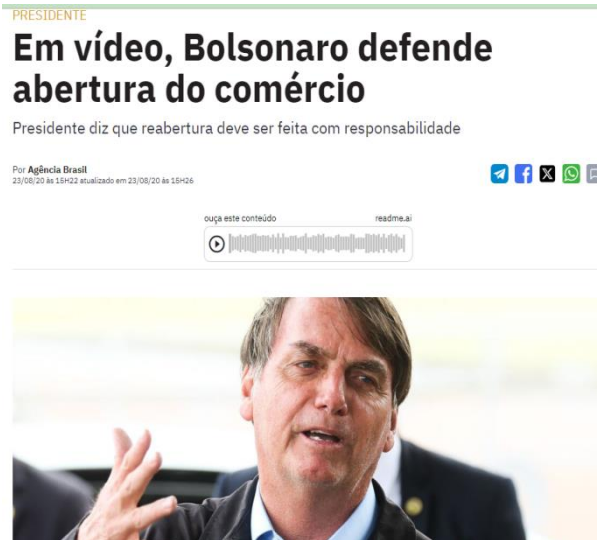 PRESIDENTE
Em vídeo, Bolsonaro defende
abertura do comércio
Presidente diz que reabertura deve ser feita com responsabilidade
Por Agência Brasil
23/08/20 às 15H22 atualizado em 23/08/20 às 15H26
ouça este conteúdo
readme.ai